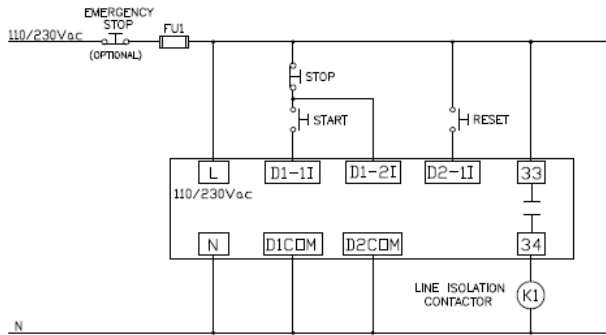 EMERGENCY
STOP
(OPTIONAL)
110/230Vac
FU1
STOP
START
RESET
L
D1-1I
D1-2I
D2-1I
33
110/230Vac
N
D1COM
D2COM
34
LINE ISOLATION
CONTACTOR
K1
N